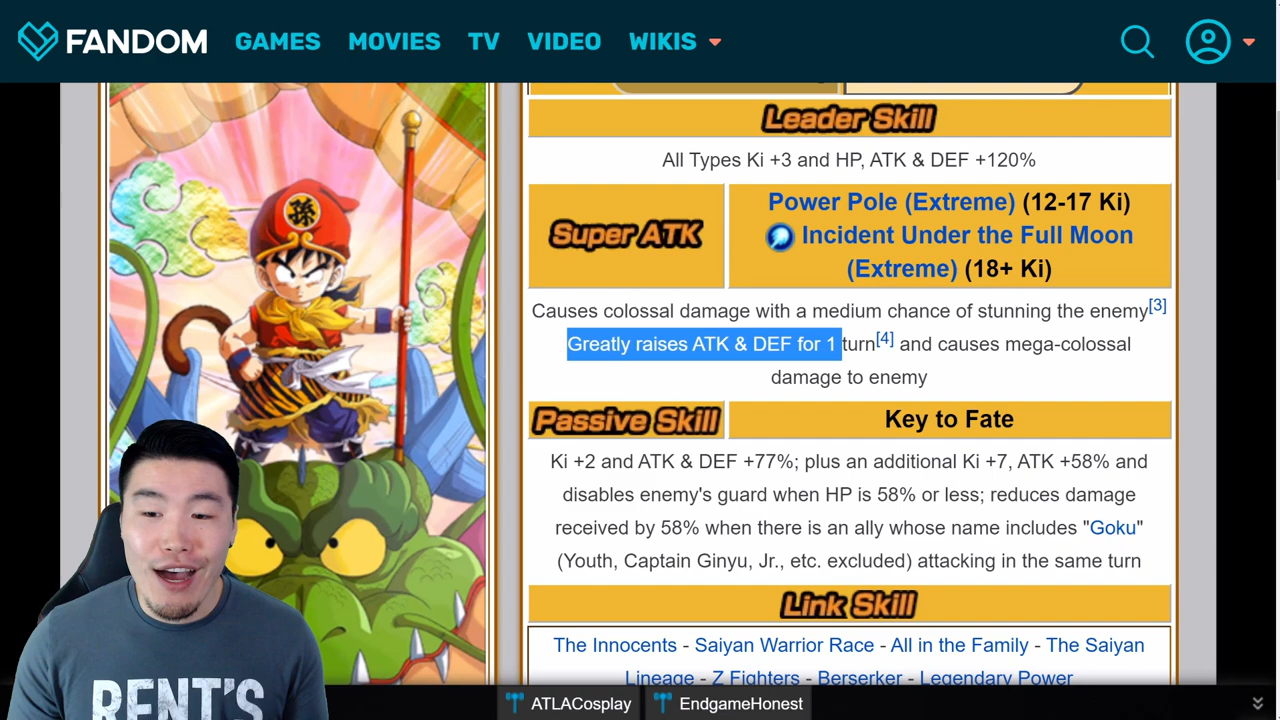 FANDOM GAMES MOVIES TV VIDEO WIKIS
Leader Skill
All Types Ki +3 and HP, ATK & DEF +120%
Super ATK
Power Pole (Extreme) (12-17 Ki)
Incident Under the Full Moon
(Extreme) (18+ Ki)
Causes colossal damage with a medium chance of stunning the enemy[3]
Greatly raises ATK & DEF for 1 turn[4] and causes mega-colossal
damage to enemy
Passive Skill
Key to Fate
Ki +2 and ATK & DEF +77%; plus an additional Ki +7, ATK +58% and
disables enemy's guard when HP is 58% or less; reduces damage
received by 58% when there is an ally whose name includes "Goku"
(Youth, Captain Ginyu, Jr., etc. excluded) attacking in the same turn
Link Skill
The Innocents - Saiyan Warrior Race - All in the Family - The Saiyan
Lineage - Z Fighters - Berserker - Legendary Power
孫
RENT'S
ATLACosplay
EndgameHonest